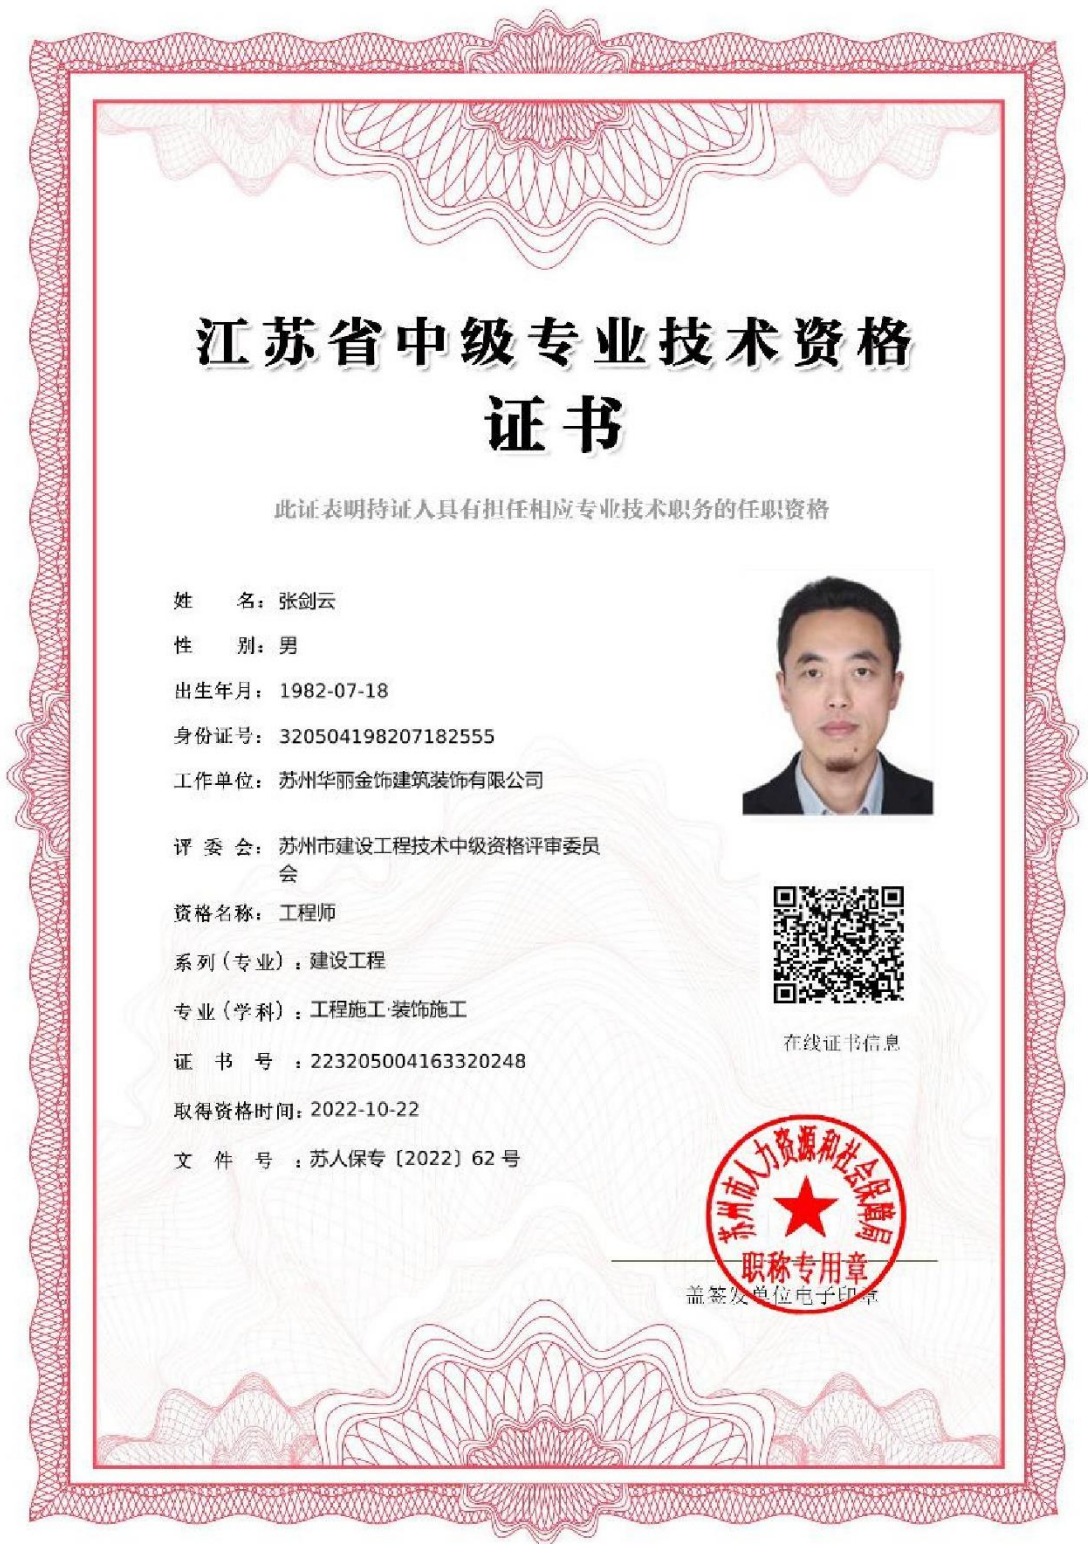 江苏省中级专业技术资格
证书
此证表明持证人具有担任相应专业技术职务的任职资格
姓 名：张剑云
性 别：男
出生年月：1982-07-18
身份证号：320504198207182555
工作单位：苏州华丽金饰建筑装饰有限公司
评 委 会：苏州市建设工程技术中级资格评审委员
会
资格名称：工程师
系列(专业)：建设工程
专业(学科)：工程施工·装饰施工
证 书 号：223205004163320248
取得资格时间：2022-10-22
文 件 号：苏人保专〔2022〕62 号
在线证书信息
苏州市人力资源和社会保障局
职称专用章
盖签发单位电子印章